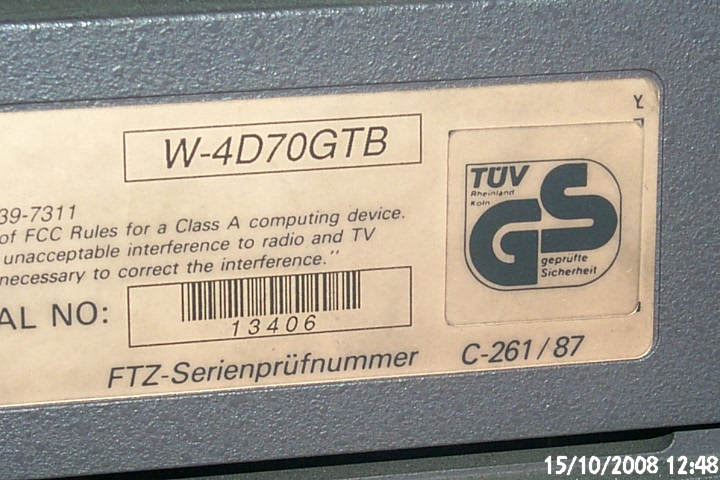 Y
W-4D70GTB
TÜV
Rheinland
Köln
GS
geprüfte
Sicherheit
39-7311
of FCC Rules for a Class A computing device.
unacceptable interference to radio and TV
necessary to correct the interference."
AL NO:
13406
FTZ-Serienprüfnummer C-261/87
15/10/2008 12:48